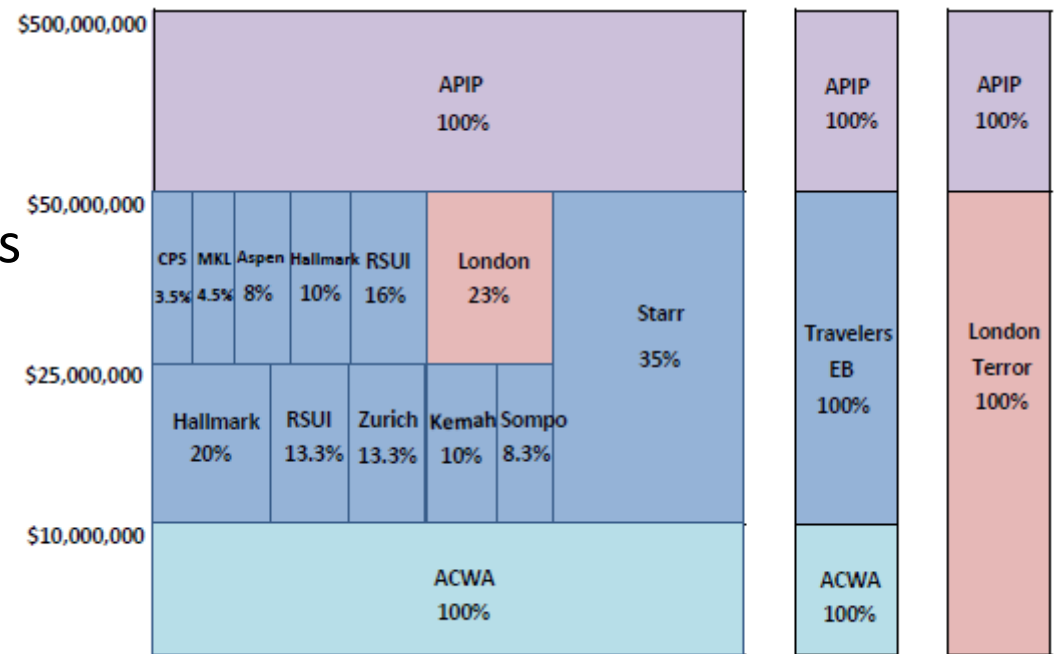 $500,000,000
APIP
100%
APIP
100%
APIP
100%
$50,000,000
s
CPS
3.5%
MKL
4.5%
Aspen
8%
Hallmark
10%
RSUI
16%
London
23%
Starr
35%
Travelers
EB
100%
London
Terror
100%
$25,000,000
Hallmark
20%
RSUI
13.3%
Zurich
13.3%
Kemah
10%
Sompo
8.3%
$10,000,000
ACWA
100%
ACWA
100%